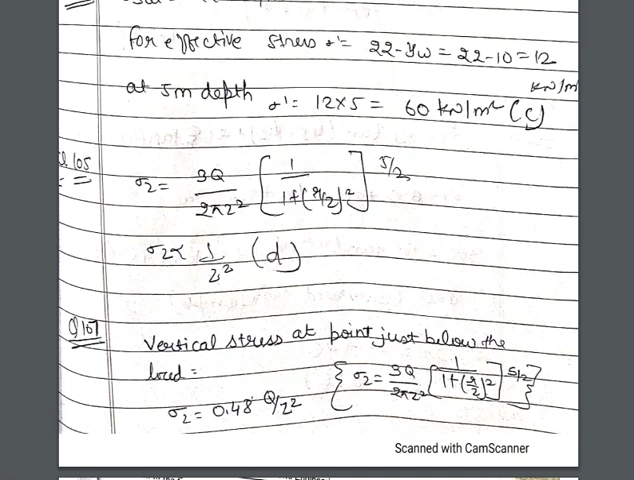 for effective stress σ'= 22-γw = 22-10 = 12
kN/m
at 5m depth σ'= 12×5 = 60 kN/m² (C)
105 σz = 3Q/2πz² [1/1+(r/z)²]^5/2
σz ∝ 1/z² (d)
Q107 Vertical stress at point just below the
load = { σz = 3Q/2πz² [1/1+(r/z)²]^5/2 }
σz = 0.48 Q/z²
Scanned with CamScanner